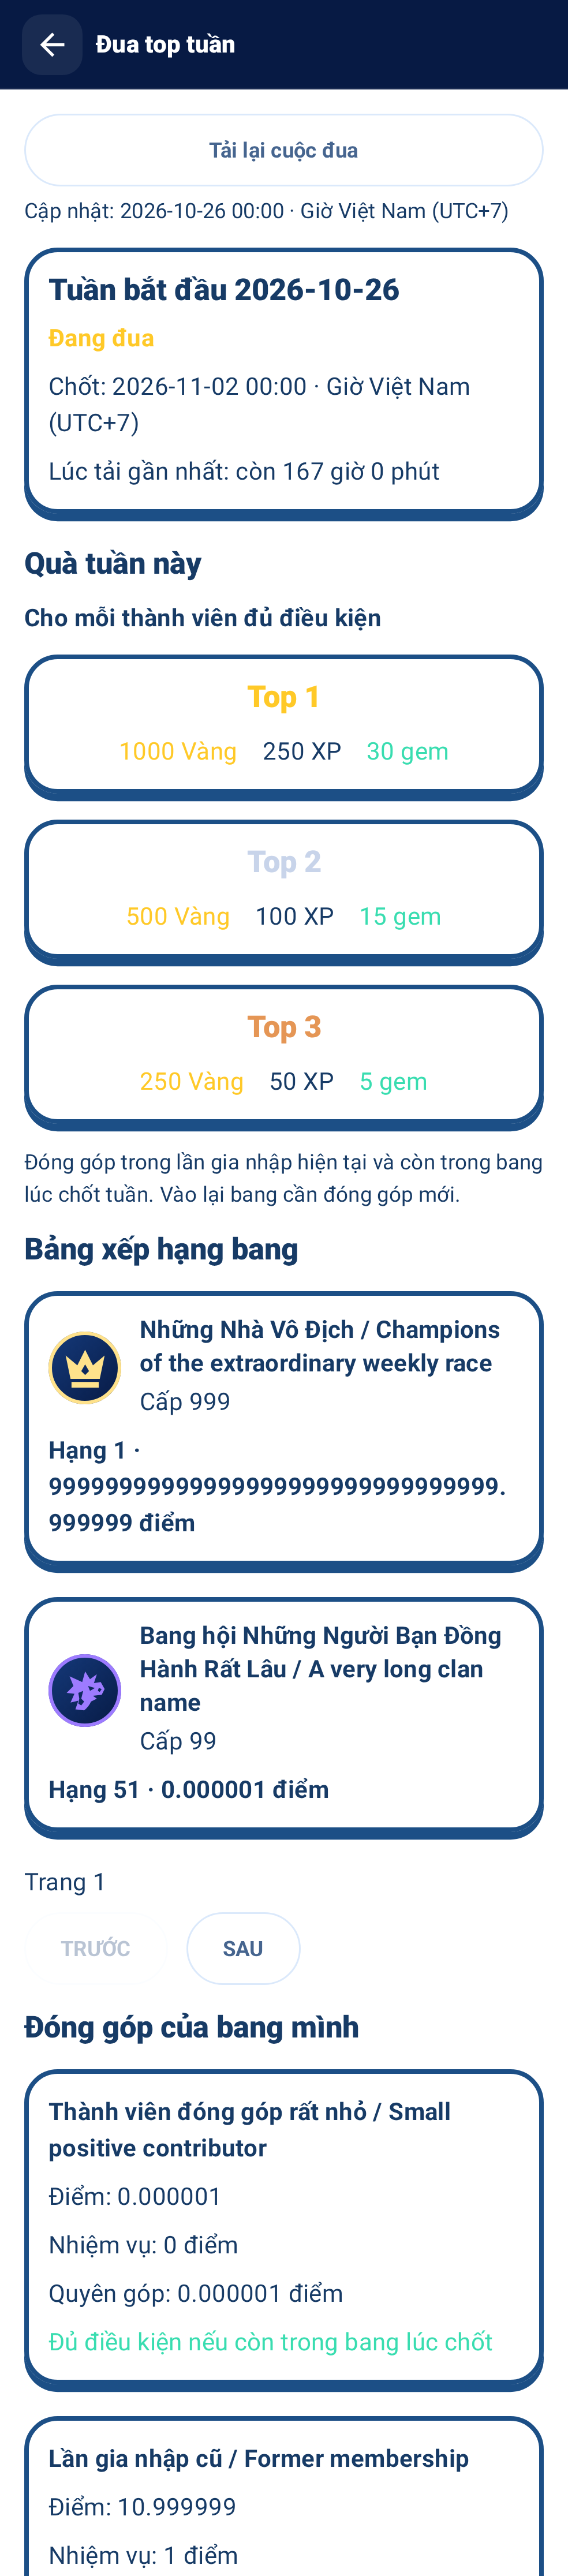 Đua top tuần
Tải lại cuộc đua
Cập nhật: 2026-10-26 00:00 · Giờ Việt Nam (UTC+7)
Tuần bắt đầu 2026-10-26
Đang đua
Chốt: 2026-11-02 00:00 · Giờ Việt Nam
(UTC+7)
Lúc tải gần nhất: còn 167 giờ 0 phút
Quà tuần này
Cho mỗi thành viên đủ điều kiện
Top 1
1000 Vàng 250 XP 30 gem
Top 2
500 Vàng 100 XP 15 gem
Top 3
250 Vàng 50 XP 5 gem
Đóng góp trong lần gia nhập hiện tại và còn trong bang
lúc chốt tuần. Vào lại bang cần đóng góp mới.
Bảng xếp hạng bang
Những Nhà Vô Địch / Champions
of the extraordinary weekly race
Cấp 999
Hạng 1 ·
99999999999999999999999999999999.
999999 điểm
Bang hội Những Người Bạn Đồng
Hành Rất Lâu / A very long clan
name
Cấp 99
Hạng 51 · 0.000001 điểm
Trang 1
TRƯỚC SAU
Đóng góp của bang mình
Thành viên đóng góp rất nhỏ / Small
positive contributor
Điểm: 0.000001
Nhiệm vụ: 0 điểm
Quyên góp: 0.000001 điểm
Đủ điều kiện nếu còn trong bang lúc chốt
Lần gia nhập cũ / Former membership
Điểm: 10.999999
Nhiệm vụ: 1 điểm